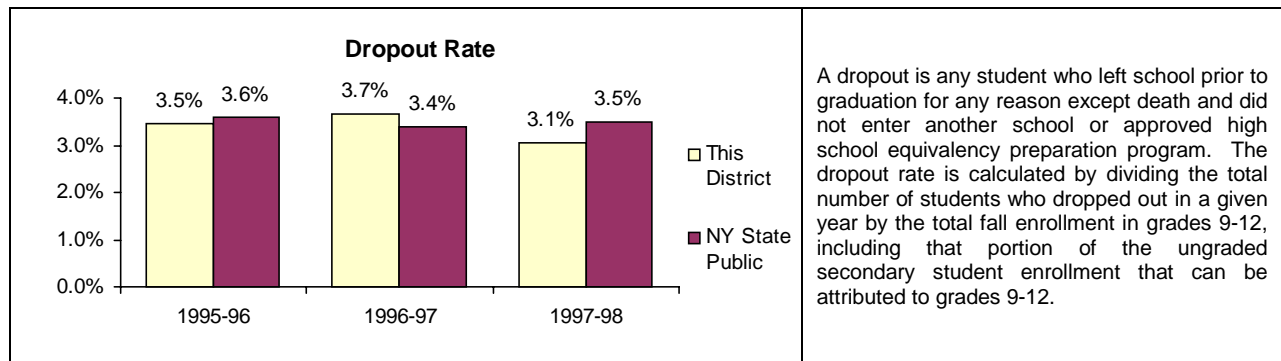 Dropout Rate
4.0%
3.0%
2.0%
1.0%
0.0%
3.5%
3.6%
3.7%
3.4%
3.1%
3.5%
1995-96
1996-97
1997-98
This
District
NY State
Public
A dropout is any student who left school prior to
graduation for any reason except death and did
not enter another school or approved high
school equivalency preparation program. The
dropout rate is calculated by dividing the total
number of students who dropped out in a given
year by the total fall enrollment in grades 9-12,
including that portion of the ungraded
secondary student enrollment that can be
attributed to grades 9-12.